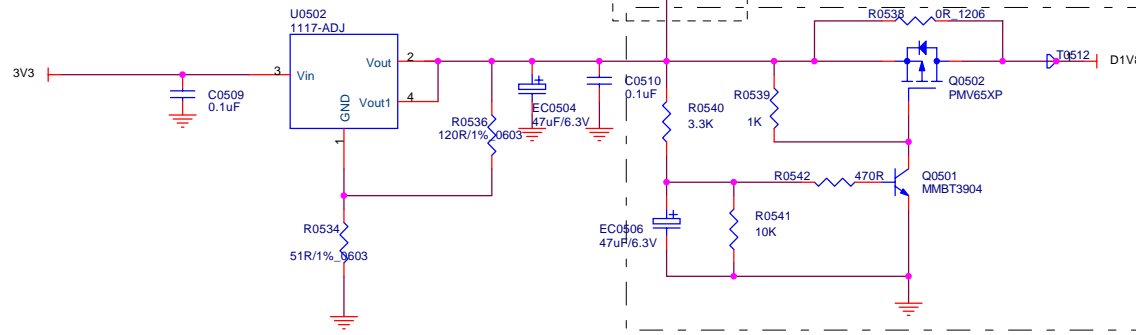 U0502
1117-ADJ
R0538
0R_1206
3V3
3
Vin
Vout
2
Vout1
4
GND
1
C0509
0.1uF
R0536
120R/1%_0603
EC0504
47uF/6.3V
C0510
0.1uF
R0540
3.3K
R0539
1K
Q0502
PMV65XP
T0512
D1V8
R0542
470R
Q0501
MMBT3904
R0541
10K
EC0506
47uF/6.3V
R0534
51R/1%_0603